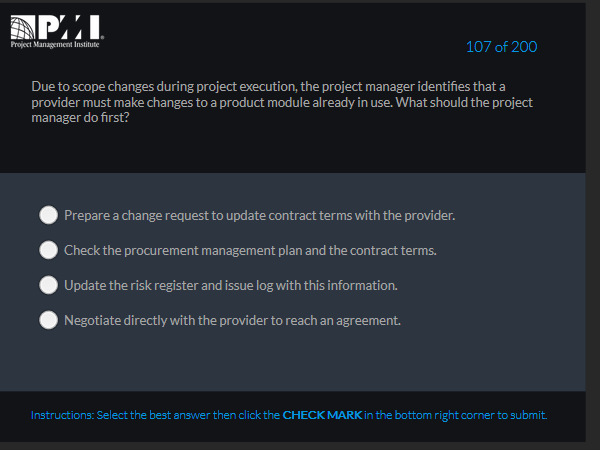 PMI
Project Management Institute
107 of 200
Due to scope changes during project execution, the project manager identifies that a
provider must make changes to a product module already in use. What should the project
manager do first?
Prepare a change request to update contract terms with the provider.
Check the procurement management plan and the contract terms.
Update the risk register and issue log with this information.
Negotiate directly with the provider to reach an agreement.
Instructions: Select the best answer then click the CHECK MARK in the bottom right corner to submit.